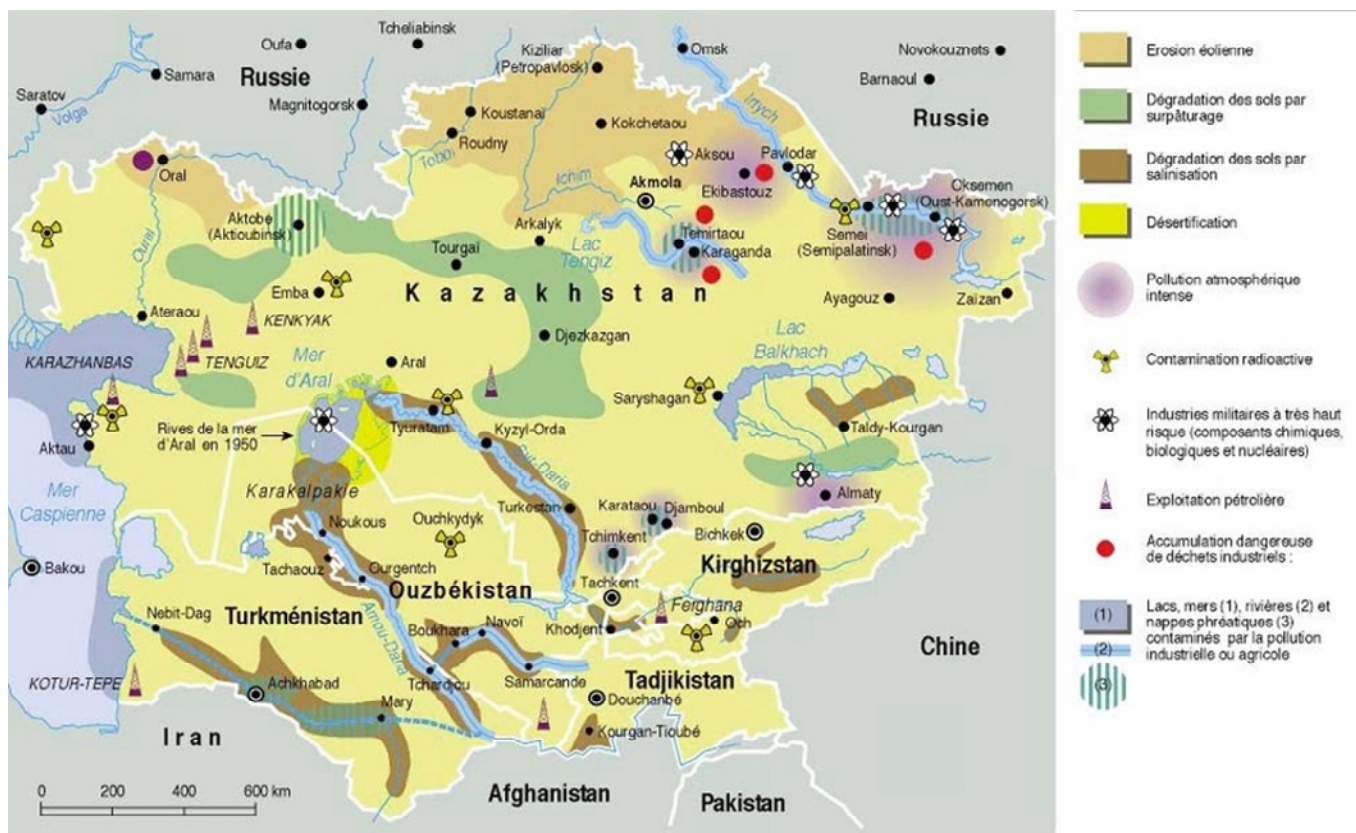 Oufa
Tcheliabinsk
Kiziliar
(Petropavlosk)
Omsk
Novokouznets
Samara
Russie
Barnaoul
Saratov
Volga
Magnitogorsk
Koustanaï
Kokchetaou
Irtych
Russie
Roudny
Tobol
Aksou
Pavlodar
Oral
Ichim
Akmola
Ekibastouz
Oksemen
(Oust-Kamenogorsk)
Aktobé
(Aktioubinsk)
Arkalyk
Lac
Tengiz
Temirtaou
Karaganda
Semei
(Semipalatinsk)
Oural
Tourgaï
Emba
Kazakhstan
Ayagouz
Zaïzan
Ateraou
KENKYAK
Djezkazgan
Lac
Balkhach
KARAZHANBAS
TENGUIZ
Mer
d'Aral
Aral
Saryshagan
Rives de la mer
d'Aral en 1950
Tyuratam
Kyzyl-Orda
Taldy-Kourgan
Aktau
Syr-Daria
Mer
Caspienne
Karakalpakie
Turkestan
Karataou
Djamboul
Almaty
Noukous
Ouchkydyk
Tchimkent
Bichkek
Kirghizstan
Bakou
Tachaouz
Ourgentch
Ouzbékistan
Tachkent
Nebit-Dag
Turkménistan
Amou-Daria
Boukhara
Navoï
Khodjent
Ferghana
Och
Chine
KOTUR-TEPE
Achkhabad
Tchardjou
Samarcande
Tadjikistan
Mary
Douchanbé
Iran
Kourgan-Tioubé
Afghanistan
Pakistan
0 200 400 600 km
Erosion éolienne
Dégradation des sols par
surpâturage
Dégradation des sols par
salinisation
Désertification
Pollution atmosphérique
intense
Contamination radioactive
Industries militaires à très haut
risque (composants chimiques,
biologiques et nucléaires)
Exploitation pétrolière
Accumulation dangereuse
de déchets industriels :
(1) Lacs, mers (1), rivières (2) et
nappes phréatiques (3)
(2) contaminés par la pollution
industrielle ou agricole
(3)